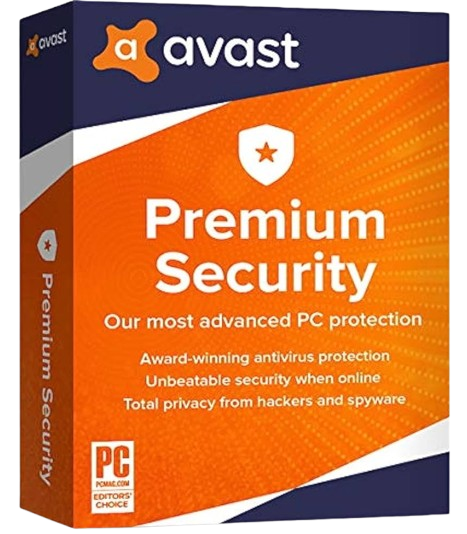 avast
Premium Security
avast
Premium
Security
Our most advanced PC protection
Award-winning antivirus protection
Unbeatable security when online
Total privacy from hackers and spyware
PC
PCMAG.COM
EDITORS'
CHOICE